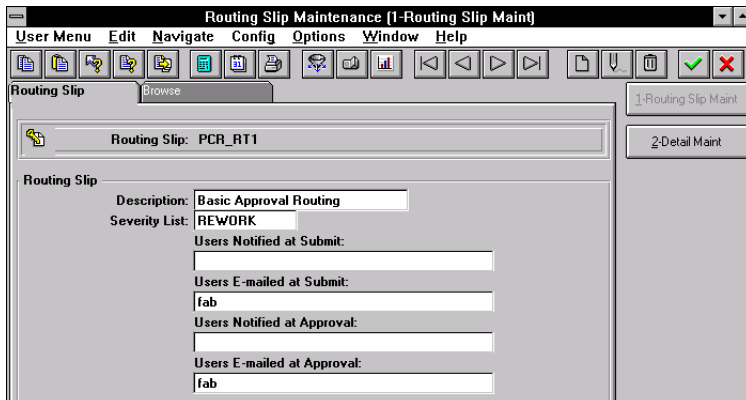 Routing Slip Maintenance (1-Routing Slip Maint)
User Menu Edit Navigate Config Options Window Help
Routing Slip Browse
1-Routing Slip Maint
Routing Slip: PCR_RT1
2-Detail Maint
Routing Slip
Description: Basic Approval Routing
Severity List: REWORK
Users Notified at Submit:
Users E-mailed at Submit:
fab
Users Notified at Approval:
Users E-mailed at Approval:
fab